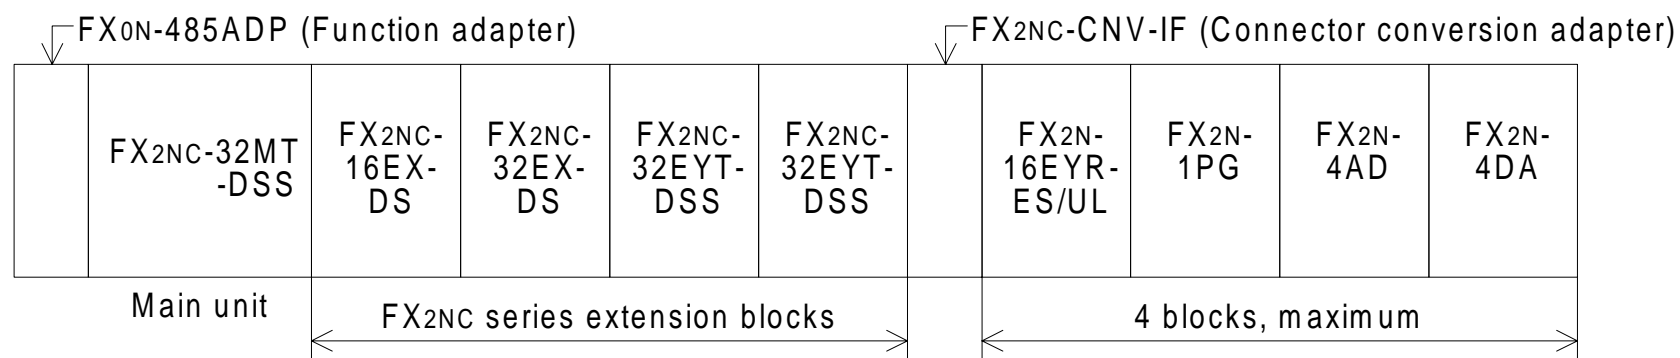 FX0N-485ADP (Function adapter)
FX2NC-CNV-IF (Connector conversion adapter)
FX2NC-32MT
-DSS
FX2NC-
16EX-
DS
FX2NC-
32EX-
DS
FX2NC-
32EYT-
DSS
FX2NC-
32EYT-
DSS
FX2N-
16EYR-
ES/UL
FX2N-
1PG
FX2N-
4AD
FX2N-
4DA
Main unit
FX2NC series extension blocks
4 blocks, maximum